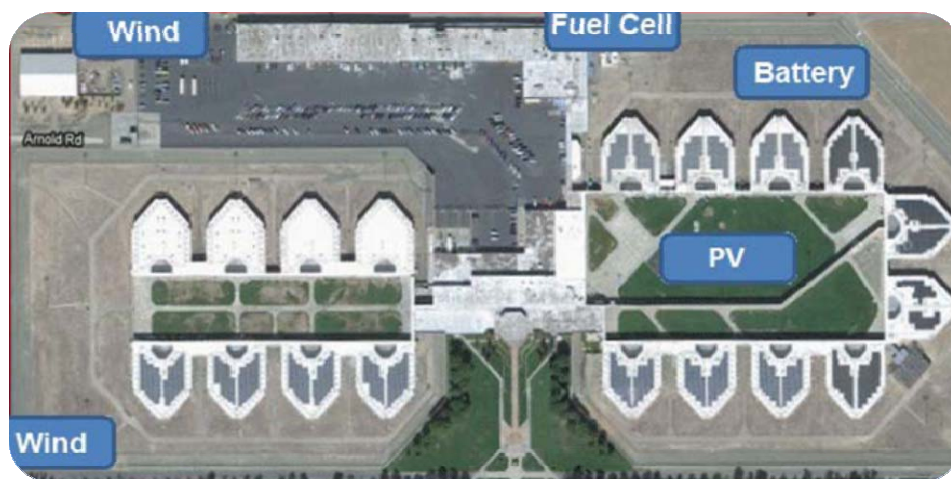 Wind
Fuel Cell
Battery
Arnold Rd
PV
Wind